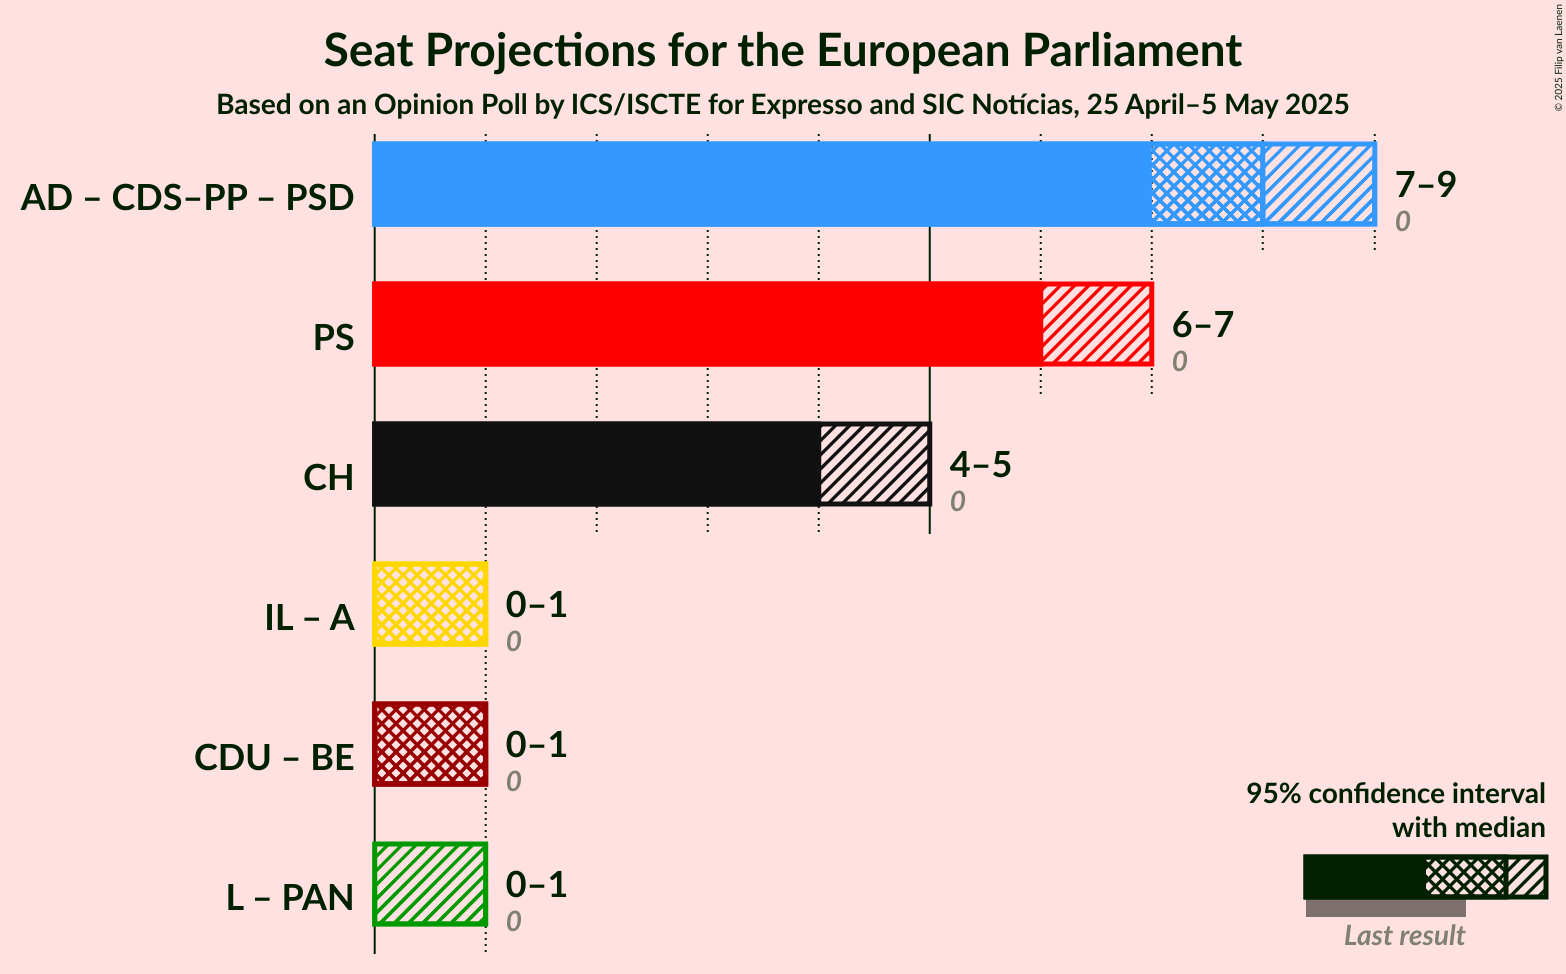 Seat Projections for the European Parliament
Based on an Opinion Poll by ICS/ISCTE for Expresso and SIC Notícias, 25 April–5 May 2025
© 2025 Filip van Laenen
AD – CDS–PP – PSD
7–9
0
PS
6–7
0
CH
4–5
0
IL – A
0–1
0
CDU – BE
0–1
0
L – PAN
0–1
0
95% confidence interval
with median
Last result